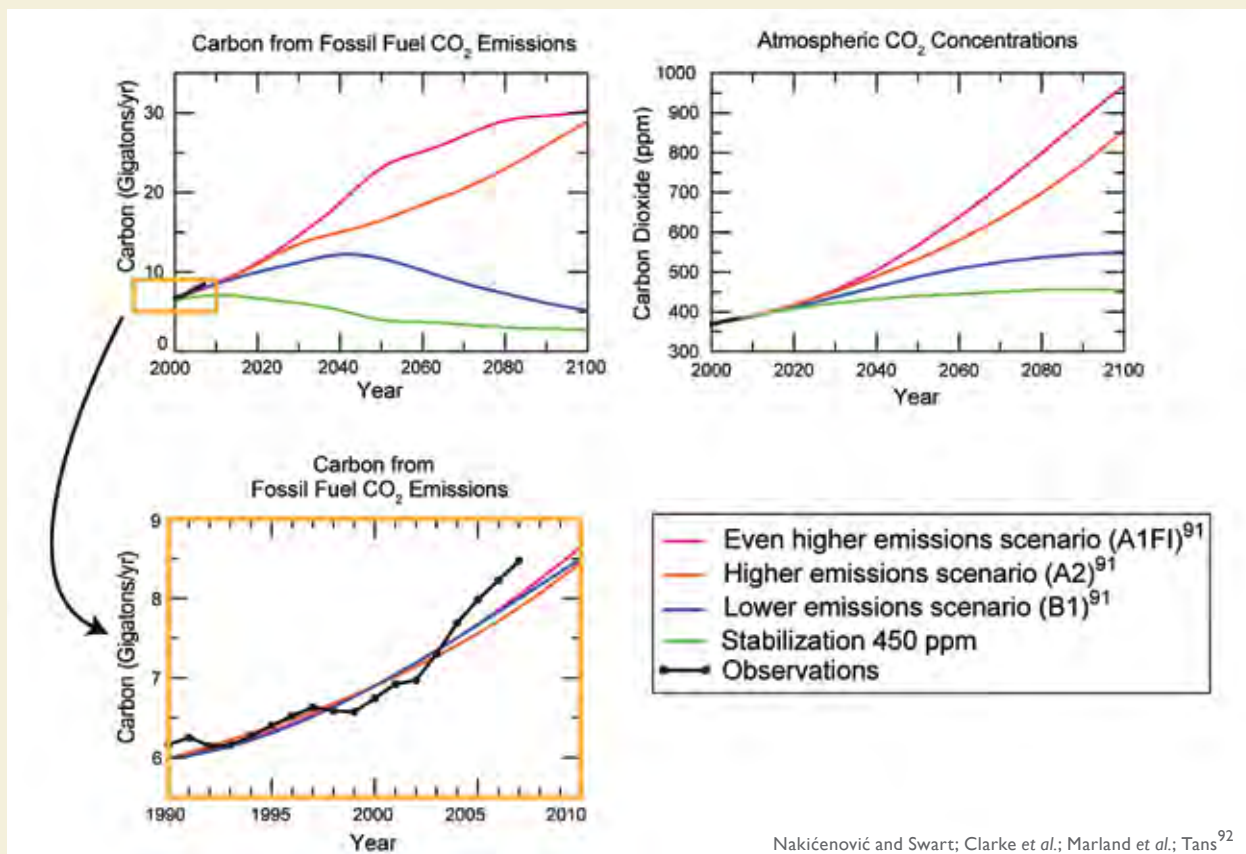 Carbon from Fossil Fuel CO₂ Emissions
Carbon (Gigatons/yr)
30
20
10
0
2000 2020 2040 2060 2080 2100
Year
Atmospheric CO₂ Concentrations
Carbon Dioxide (ppm)
1000
900
800
700
600
500
400
300
2000 2020 2040 2060 2080 2100
Year
Carbon from
Fossil Fuel CO₂ Emissions
Carbon (Gigatons/yr)
9
8
7
6
1990 1995 2000 2005 2010
Year
Even higher emissions scenario (A1FI)⁹¹
Higher emissions scenario (A2)⁹¹
Lower emissions scenario (B1)⁹¹
Stabilization 450 ppm
Observations
Nakićenović and Swart; Clarke et al.; Marland et al.; Tans⁹²